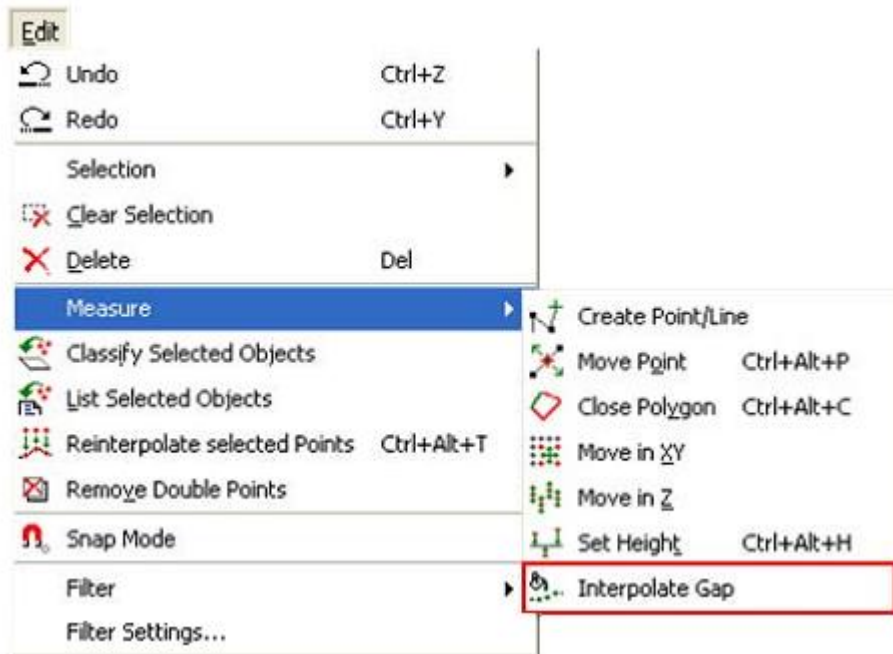 Edit
Undo Ctrl+Z
Redo Ctrl+Y
Selection
Clear Selection
Delete Del
Measure
Classify Selected Objects
List Selected Objects
Reinterpolate selected Points Ctrl+Alt+T
Remove Double Points
Snap Mode
Filter
Filter Settings...
Create Point/Line
Move Point Ctrl+Alt+P
Close Polygon Ctrl+Alt+C
Move in XY
Move in Z
Set Height Ctrl+Alt+H
Interpolate Gap